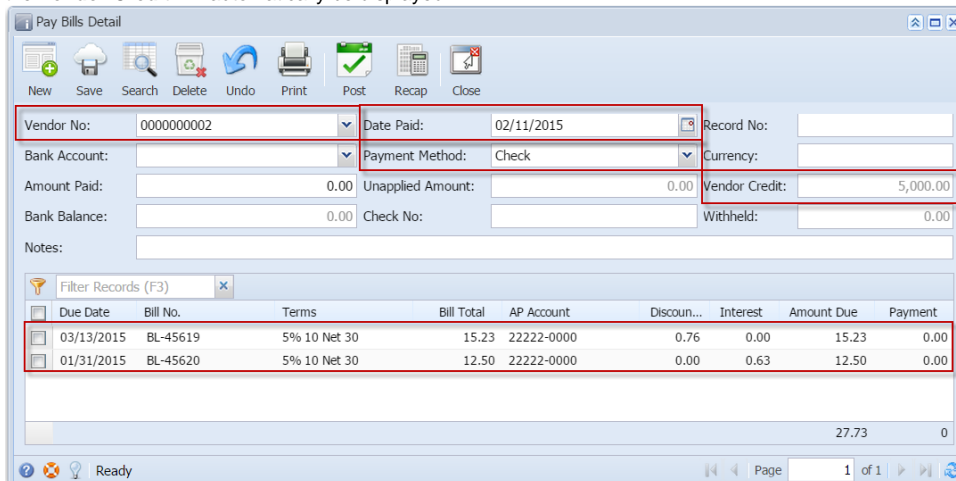 Pay Bills Detail
New Save Search Delete Undo Print Post Recap Close
Vendor No: 0000000002 Date Paid: 02/11/2015 Record No:
Bank Account: Payment Method: Check Currency:
Amount Paid: 0.00 Unapplied Amount: 0.00 Vendor Credit: 5,000.00
Bank Balance: 0.00 Check No: Withheld: 0.00
Notes:
Filter Records (F3) x
Due Date Bill No. Terms Bill Total AP Account Discoun... Interest Amount Due Payment
03/13/2015 BL-45619 5% 10 Net 30 15.23 22222-0000 0.76 0.00 15.23 0.00
01/31/2015 BL-45620 5% 10 Net 30 12.50 22222-0000 0.00 0.63 12.50 0.00
27.73 0
Ready Page 1 of 1